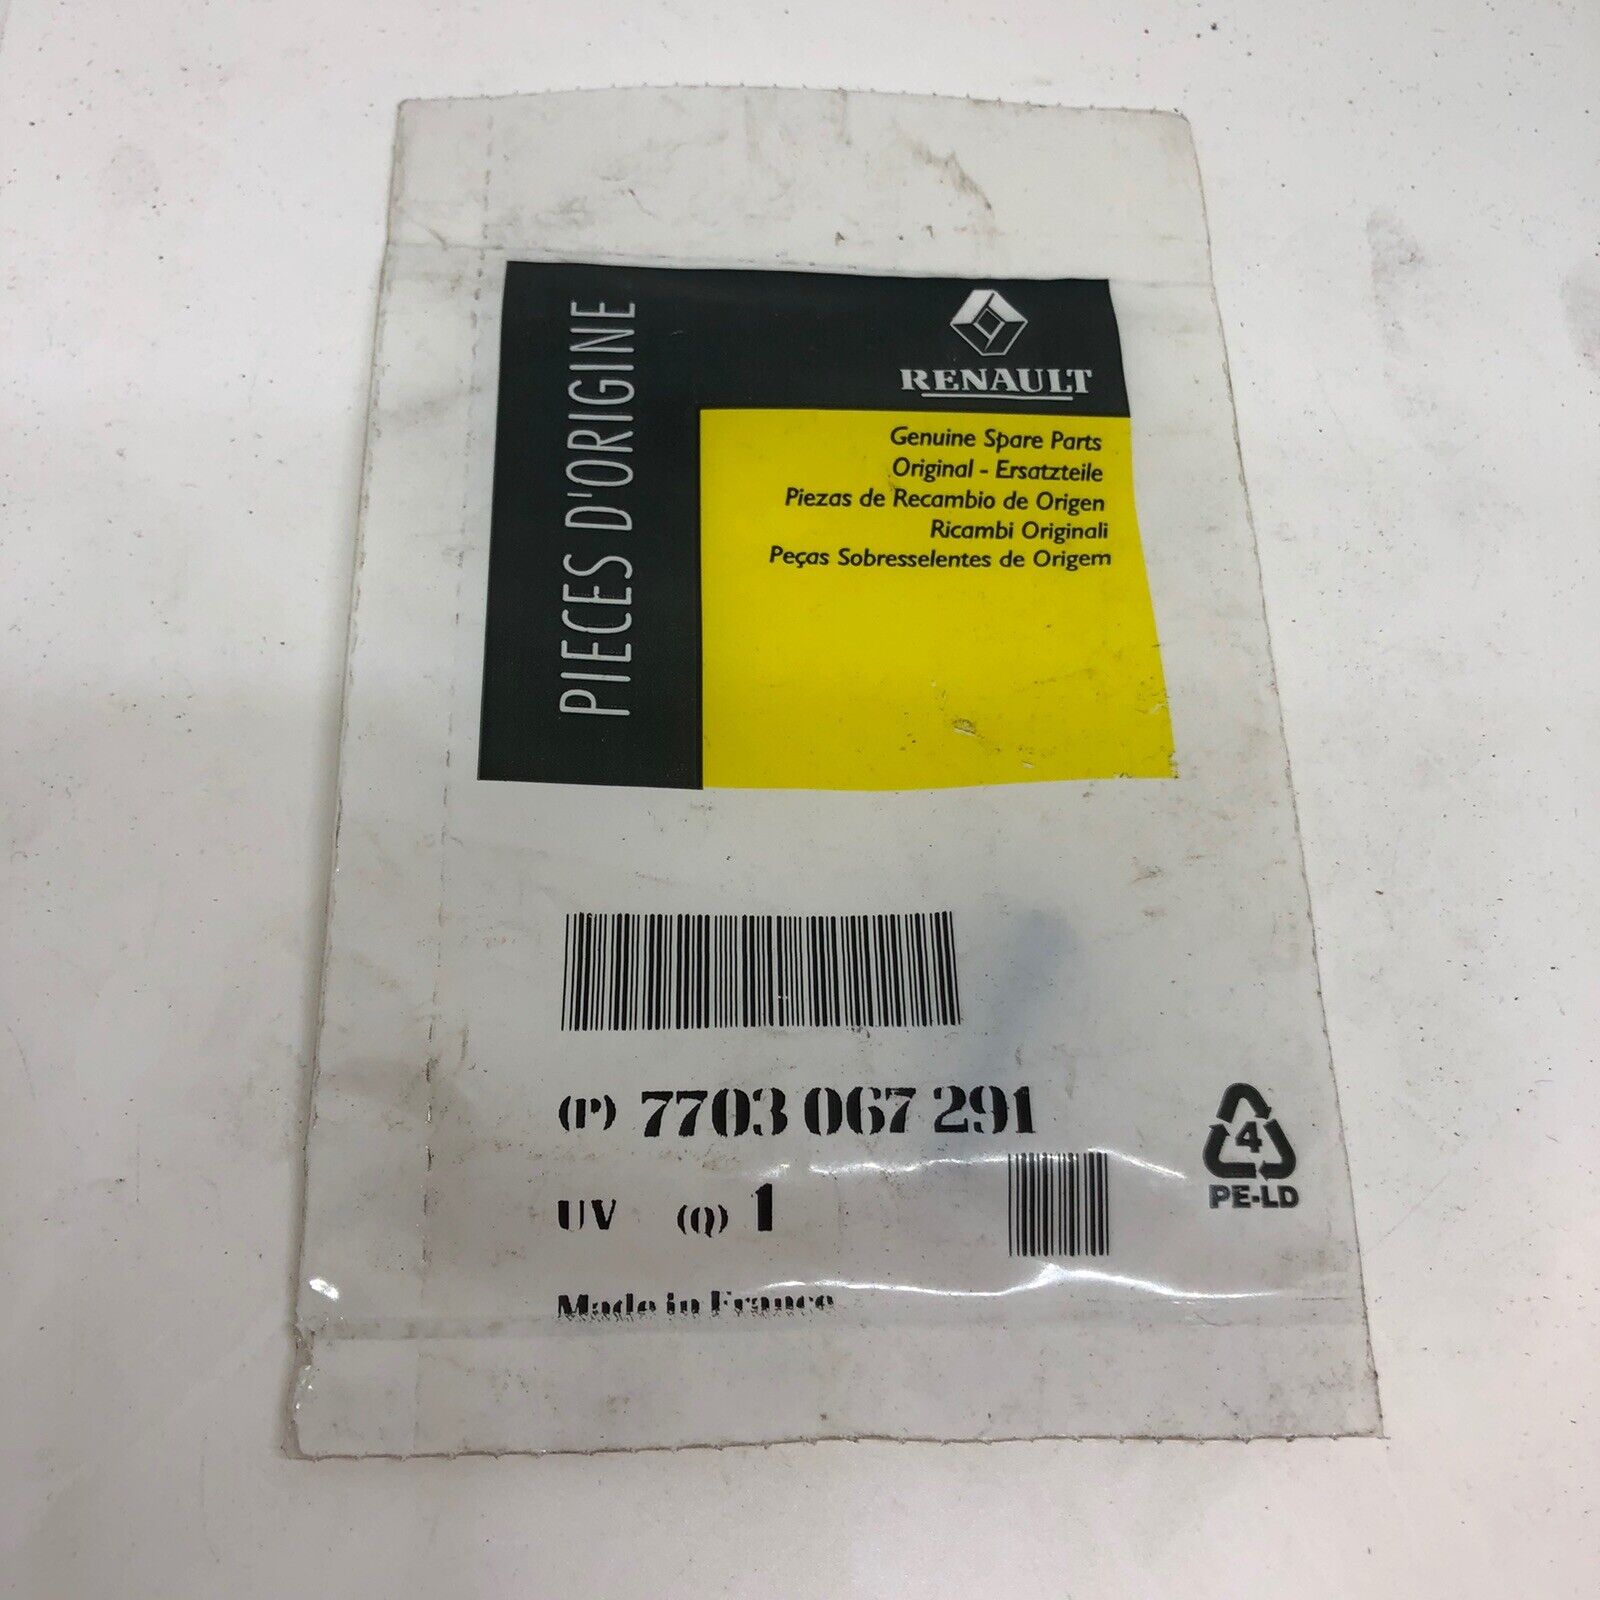 PIECES D'ORIGINE
RENAULT
Genuine Spare Parts
Original - Ersatzteile
Piezas de Recambio de Origen
Ricambi Originali
Peças Sobresselentes de Origem
(P) 7703 067 291
UV (Q) 1
Made in France
4
PE-LD